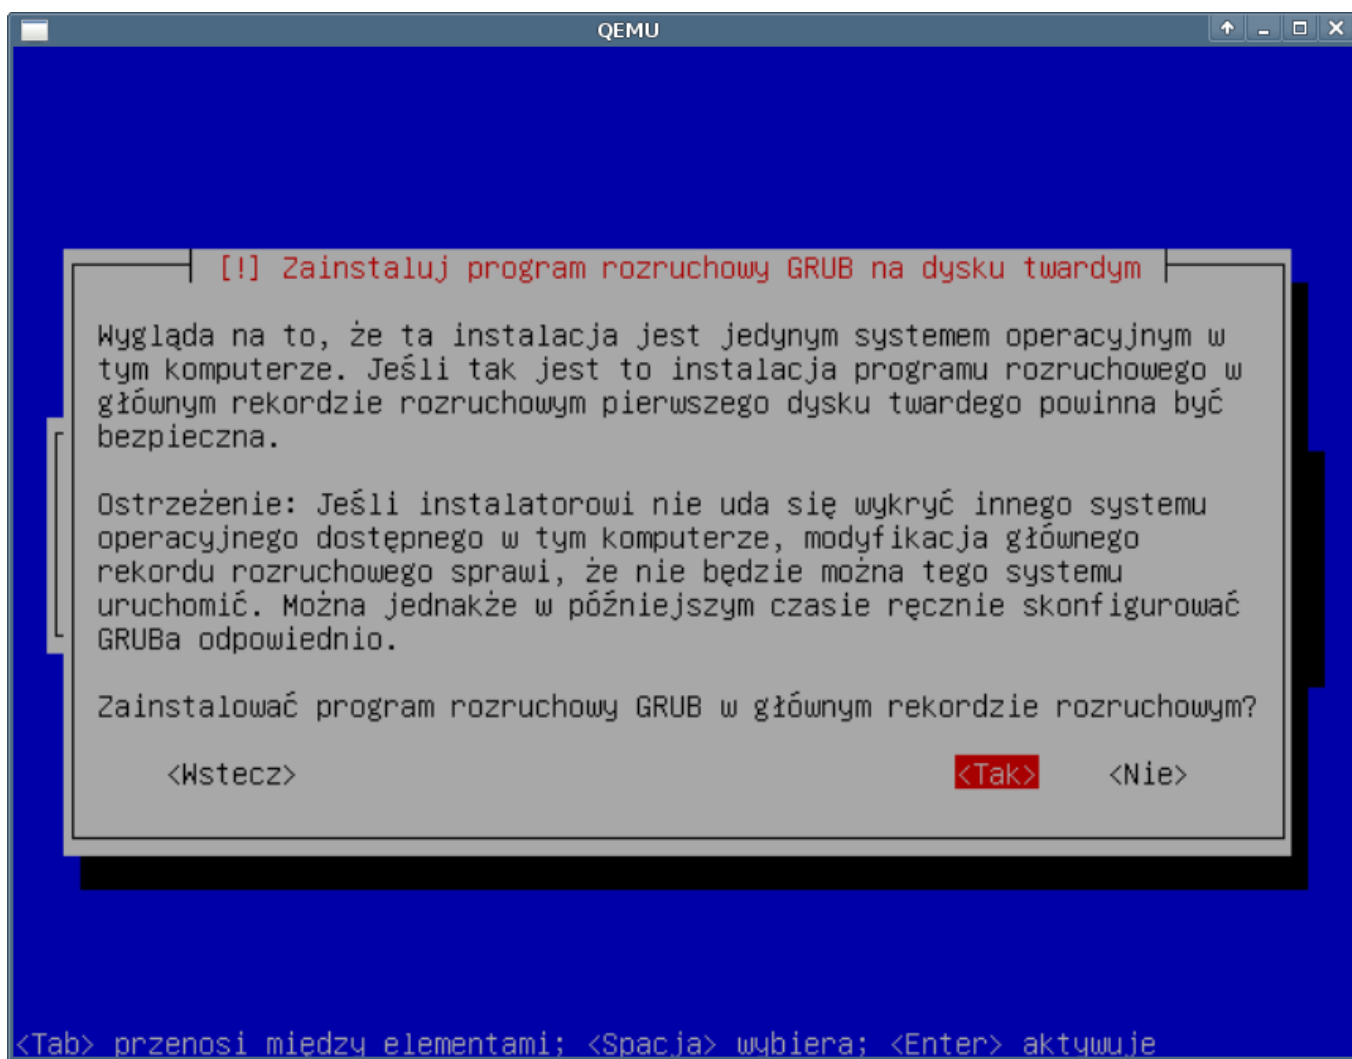 QEMU
[!] Zainstaluj program rozruchowy GRUB na dysku twardym
Wygląda na to, że ta instalacja jest jedynym systemem operacyjnym w
tym komputerze. Jeśli tak jest to instalacja programu rozruchowego w
głównym rekordzie rozruchowym pierwszego dysku twardego powinna być
bezpieczna.
Ostrzeżenie: Jeśli instalatorowi nie uda się wykryć innego systemu
operacyjnego dostępnego w tym komputerze, modyfikacja głównego
rekordu rozruchowego sprawi, że nie będzie można tego systemu
uruchomić. Można jednakże w późniejszym czasie ręcznie skonfigurować
GRUBa odpowiednio.
Zainstalować program rozruchowy GRUB w głównym rekordzie rozruchowym?
<Wstecz> <Tak> <Nie>
<Tab> przenosi między elementami; <Spacja> wybiera; <Enter> aktywuje